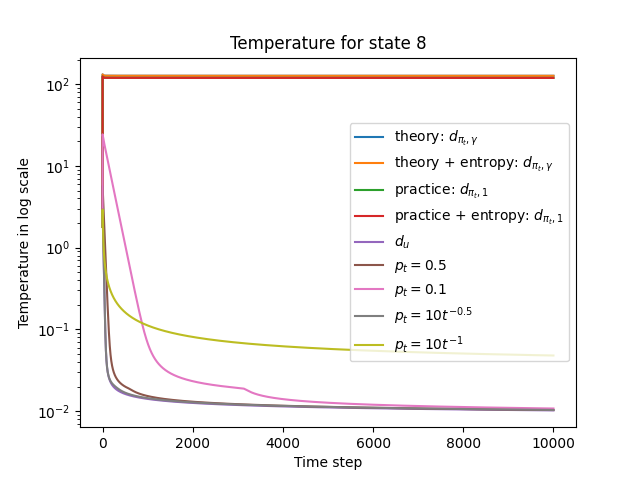 Temperature for state 8
Temperature in log scale
10²
10¹
10⁰
10⁻¹
10⁻²
theory: d_{π_t, γ}
theory + entropy: d_{π_t, γ}
practice: d_{π_t, 1}
practice + entropy: d_{π_t, 1}
d_u
p_t = 0.5
p_t = 0.1
p_t = 10t^{-0.5}
p_t = 10t^{-1}
0 2000 4000 6000 8000 10000
Time step